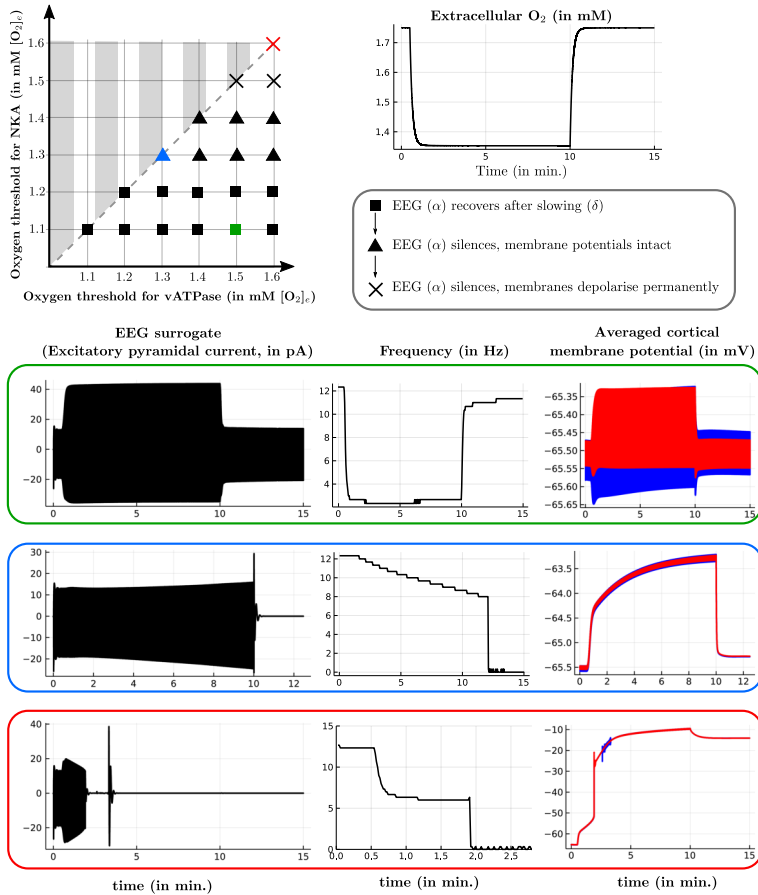 Oxygen threshold for NKA (in mM [O₂]ₑ)
1.6
1.5
1.4
1.3
1.2
1.1
1.1 1.2 1.3 1.4 1.5 1.6
Oxygen threshold for vATPase (in mM [O₂]ₑ)
Extracellular O₂ (in mM)
1.7
1.6
1.5
1.4
0 5 10 15
Time (in min.)
EEG (α) recovers after slowing (δ)
EEG (α) silences, membrane potentials intact
EEG (α) silences, membranes depolarise permanently
EEG surrogate
(Excitatory pyramidal current, in pA)
Frequency (in Hz)
Averaged cortical
membrane potential (in mV)
40
20
0
−20
0 5 10 15
12
10
8
6
4
0 5 10 15
−65.35
−65.40
−65.45
−65.50
−65.55
−65.60
−65.65
0 5 10 15
30
20
10
0
−10
−20
0 2 4 6 8 10 12
12
10
8
6
4
2
0
0 5 10 15
−63.5
−64.0
−64.5
−65.0
−65.5
0 2 4 6 8 10 12
40
20
0
−20
0 5 10 15
15
10
5
0
0,0 0,5 1,0 1,5 2,0 2,5
−10
−20
−30
−40
−50
−60
0 5 10 15
time (in min.)
time (in min.)
time (in min.)